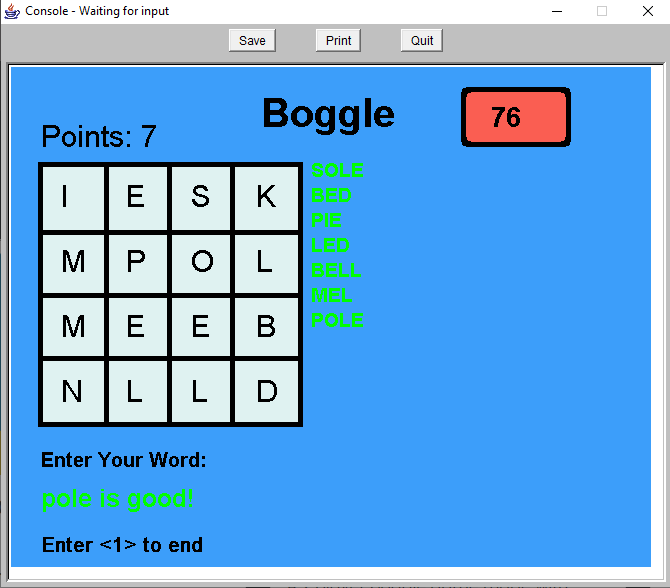 Console - Waiting for input
Save Print Quit
Boggle
76
Points: 7
I E S K
M P O L
M E E B
N L L D
SOLE
BED
PIE
LED
BELL
MEL
POLE
Enter Your Word:
pole is good!
Enter <1> to end